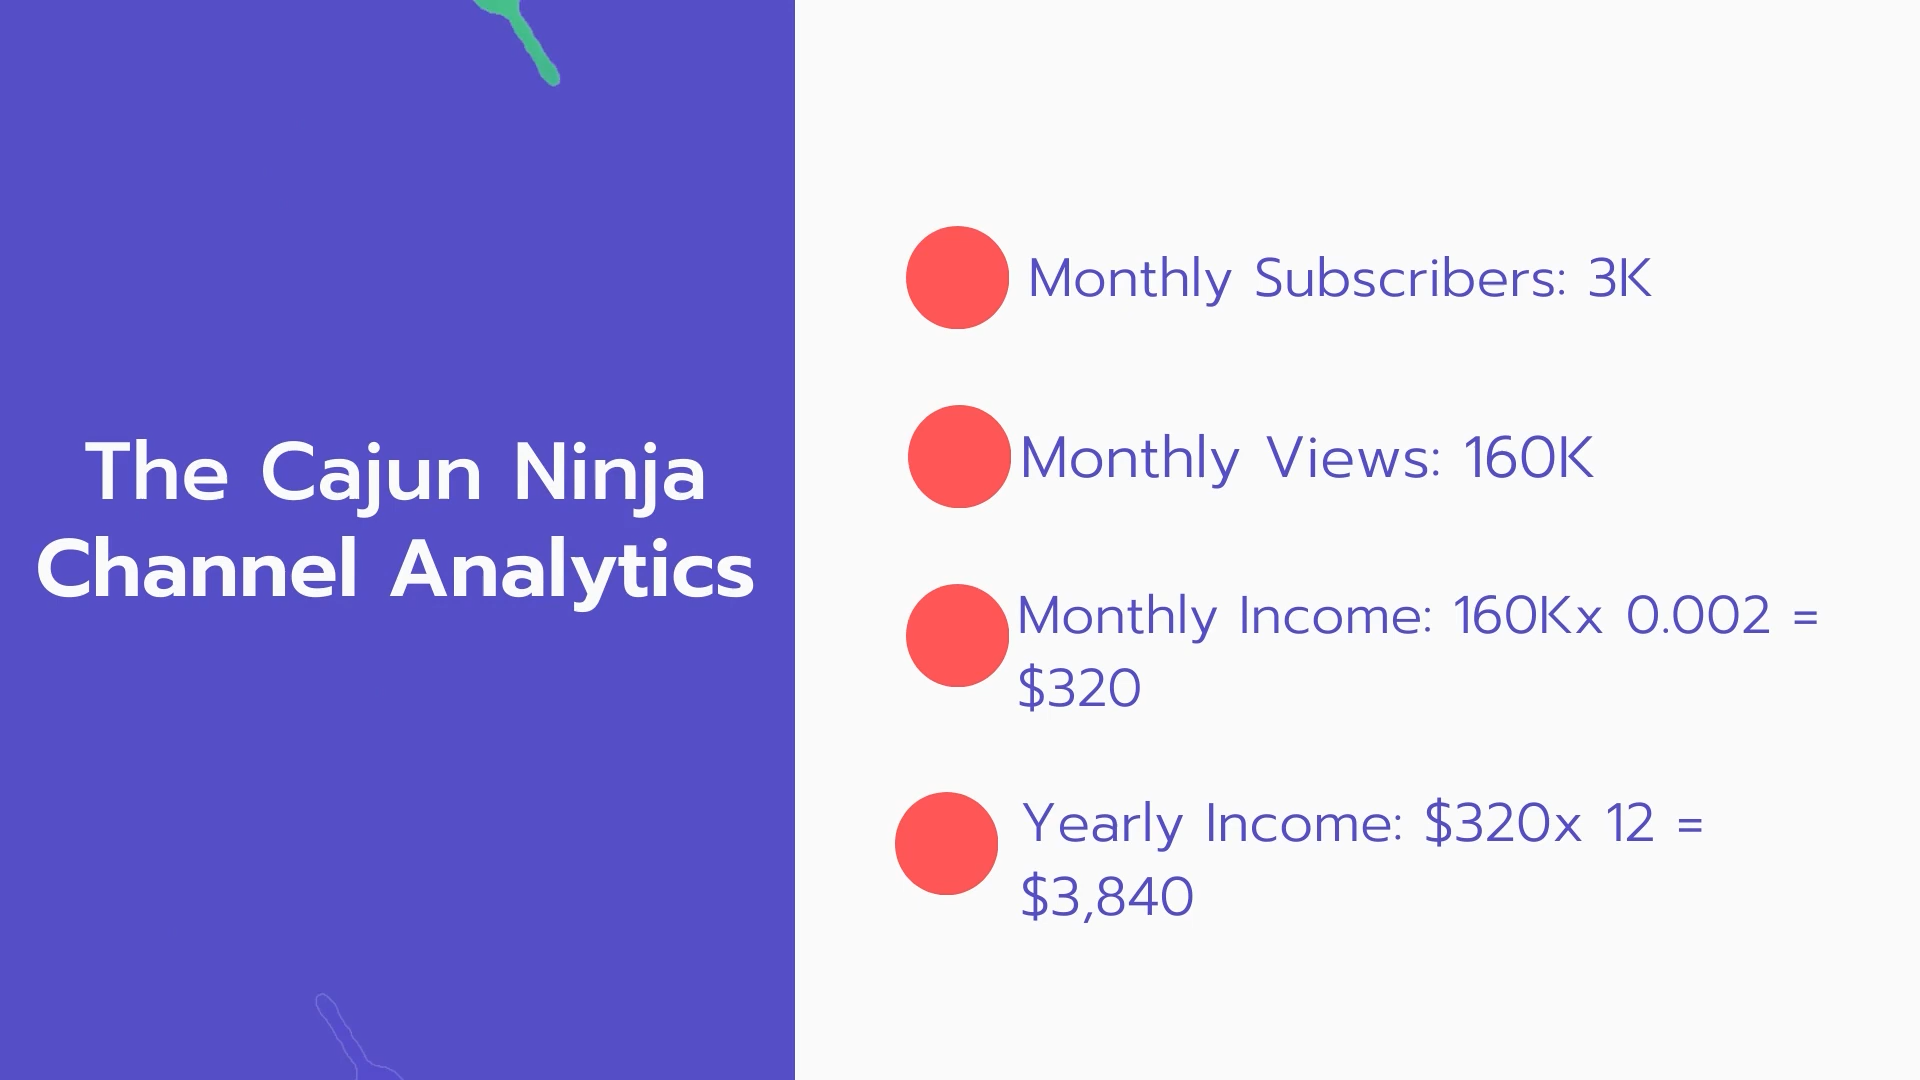 The Cajun Ninja
Channel Analytics
Monthly Subscribers: 3K
Monthly Views: 160K
Monthly Income: 160Kx 0.002 =
$320
Yearly Income: $320x 12 =
$3,840